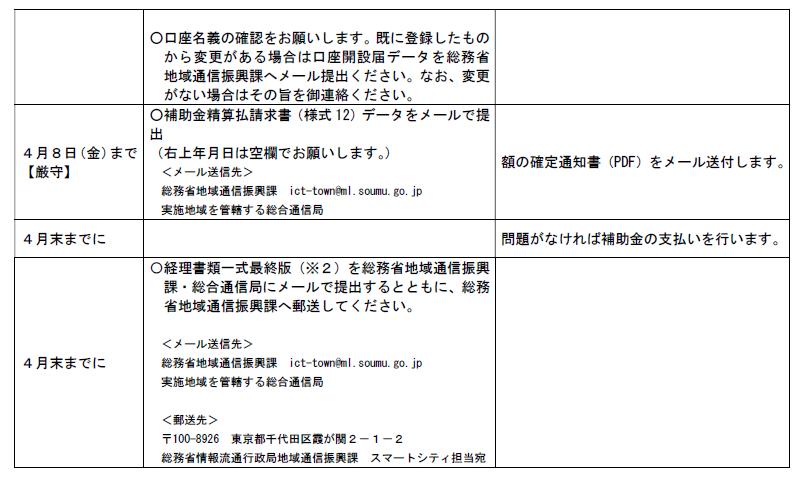 ○口座名義の確認をお願いします。既に登録したもの
から変更がある場合は口座開設届データを総務省
地域通信振興課へメール提出ください。なお、変更
がない場合はその旨を御連絡ください。
４月８日（金）まで
【厳守】
○補助金精算払請求書（様式 12）データをメールで提
出
（右上年月日は空欄でお願いします。）
＜メール送信先＞
総務省地域通信振興課　ict-town@ml.soumu.go.jp
実施地域を管轄する総合通信局
額の確定通知書（PDF）をメール送付します。
４月末までに
問題がなければ補助金の支払いを行います。
４月末までに
○経理書類一式最終版（※２）を総務省地域通信振興
課・総合通信局にメールで提出するとともに、総務
省地域通信振興課へ郵送してください。
＜メール送信先＞
総務省地域通信振興課　ict-town@ml.soumu.go.jp
実施地域を管轄する総合通信局
＜郵送先＞
〒100-8926　東京都千代田区霞が関２－１－２
総務省情報流通行政局地域通信振興課　スマートシティ担当宛